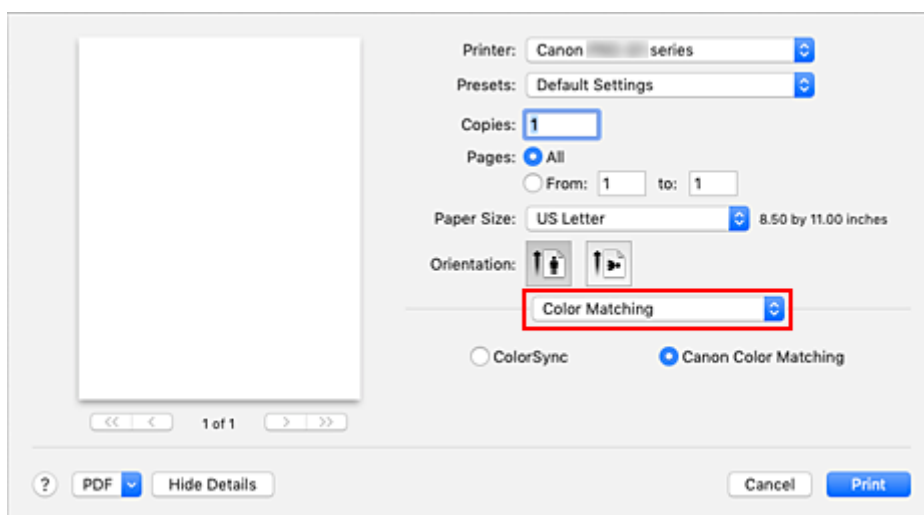 Printer: Canon series
Presets: Default Settings
Copies: 1
Pages: All
From: 1 to: 1
Paper Size: US Letter 8.50 by 11.00 inches
Orientation:
Color Matching
ColorSync Canon Color Matching
<< < 1 of 1 > >>
? PDF Hide Details Cancel Print